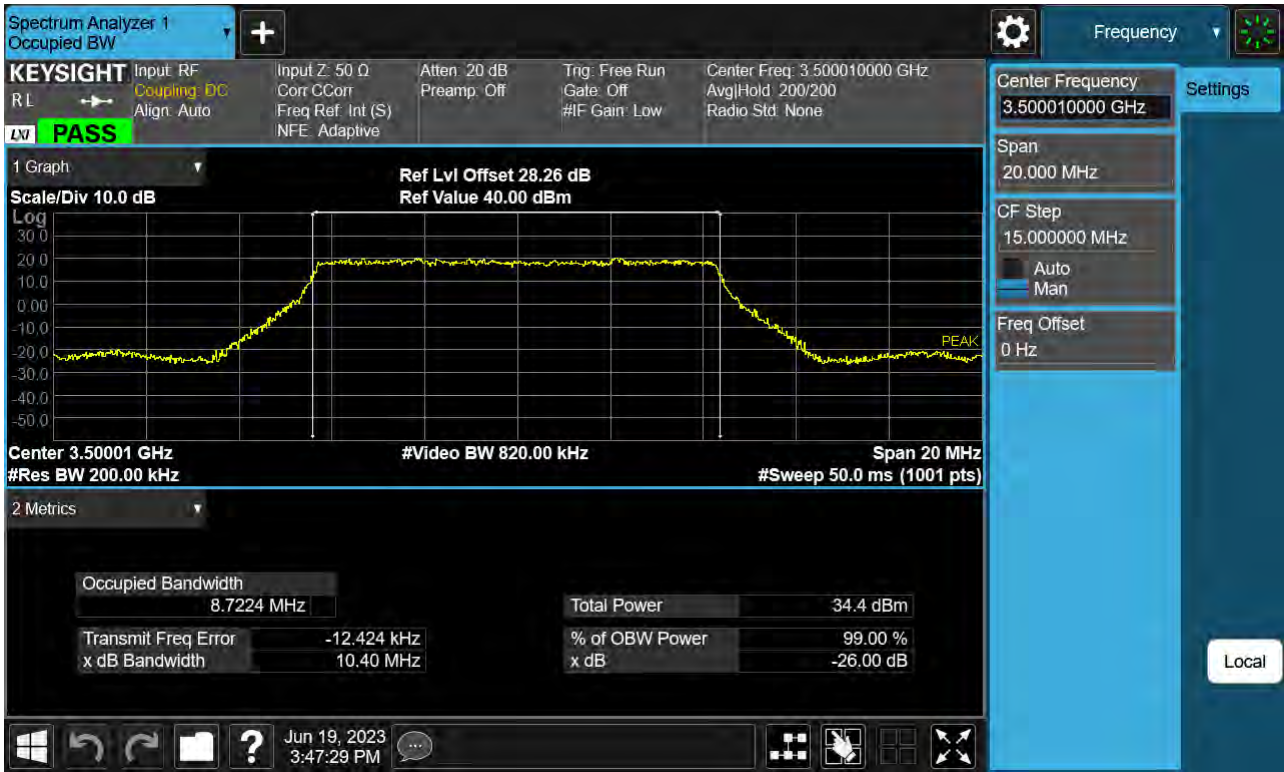 Spectrum Analyzer 1
Occupied BW
Frequency
KEYSIGHT
RL
LXI PASS
Input: RF
Coupling: DC
Align: Auto
Input Z: 50 Ω
Corr CCorr
Freq Ref: Int (S)
NFE: Adaptive
Atten: 20 dB
Preamp: Off
Trig: Free Run
Gate: Off
#IF Gain: Low
Center Freq: 3.500010000 GHz
Avg|Hold: 200/200
Radio Std: None
Center Frequency
3.500010000 GHz
Settings
Span
20.000 MHz
CF Step
15.000000 MHz
Auto
Man
Freq Offset
0 Hz
Local
1 Graph
Scale/Div 10.0 dB
Ref Lvl Offset 28.26 dB
Ref Value 40.00 dBm
Log
30.0
20.0
10.0
0.00
-10.0
-20.0
-30.0
-40.0
-50.0
PEAK
Center 3.50001 GHz
#Video BW 820.00 kHz
Span 20 MHz
#Res BW 200.00 kHz
#Sweep 50.0 ms (1001 pts)
2 Metrics
Occupied Bandwidth
8.7224 MHz
Total Power 34.4 dBm
Transmit Freq Error -12.424 kHz
% of OBW Power 99.00 %
x dB Bandwidth 10.40 MHz
x dB -26.00 dB
?
Jun 19, 2023
3:47:29 PM